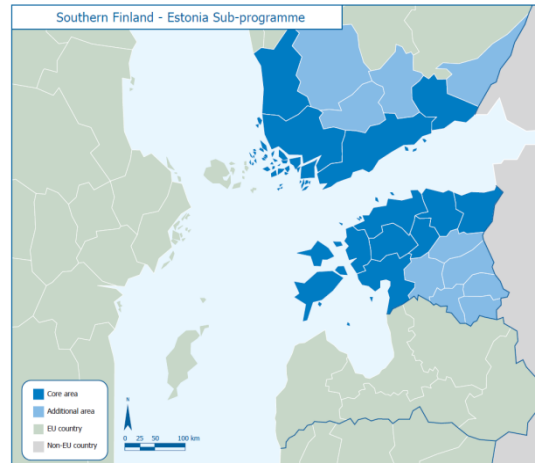 Southern Finland - Estonia Sub-programme
Core area
Additional area
EU country
Non-EU country
N
0 25 50 100 km